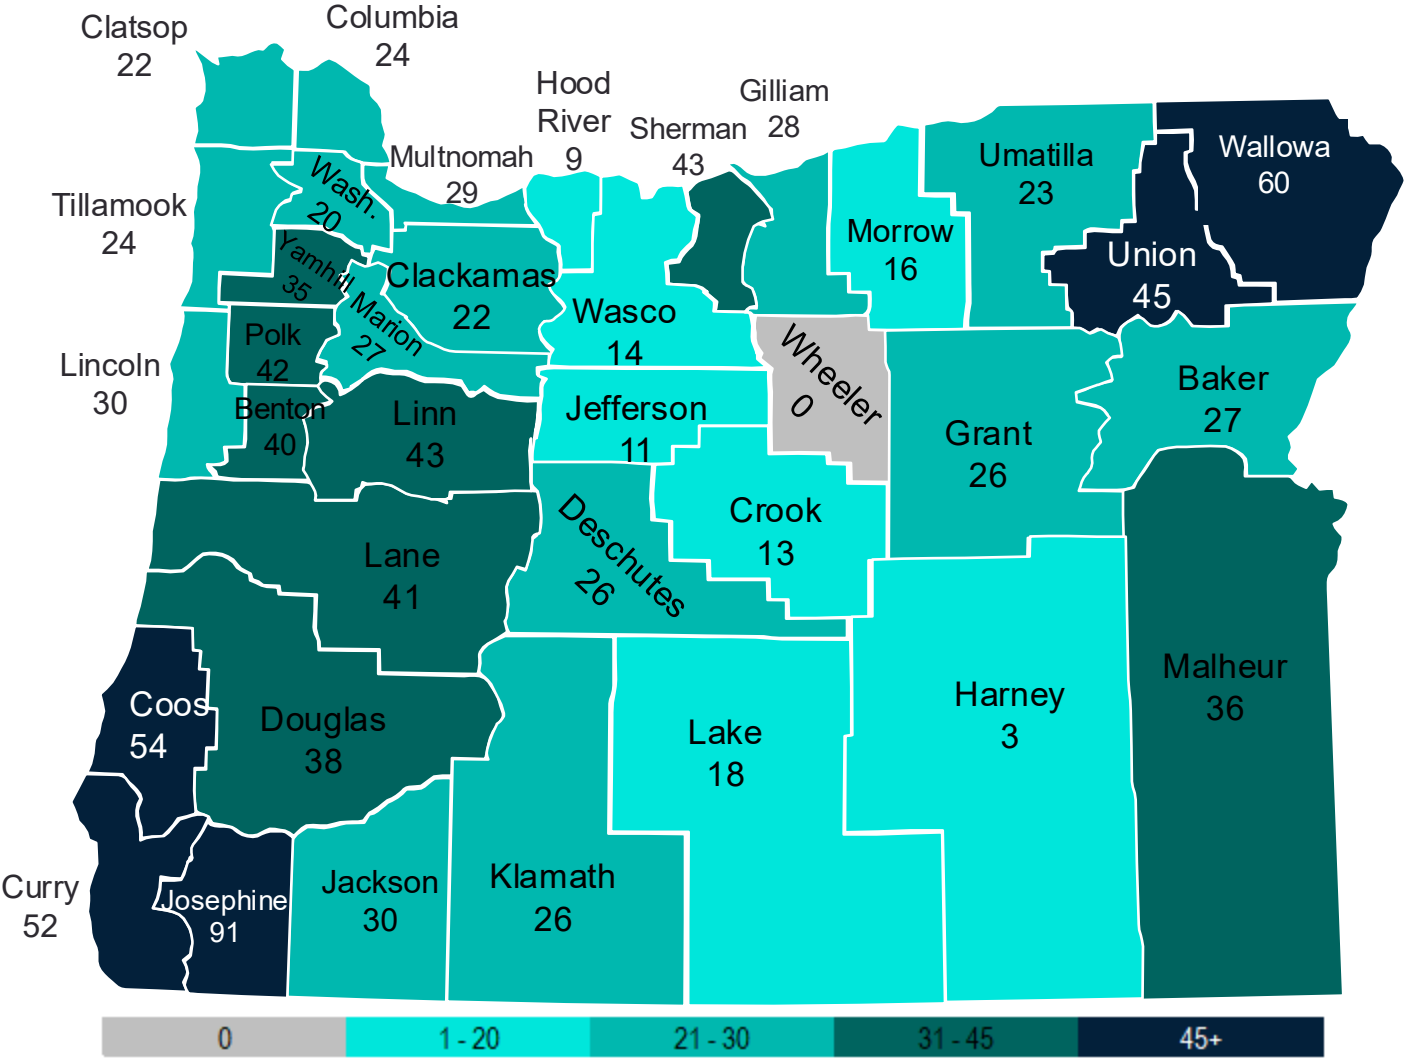 Clatsop
22
Columbia
24
Hood
River
9
Sherman
43
Gilliam
28
Multnomah
29
Wash.
20
Tillamook
24
Yamhill
35
Clackamas
22
Marion
27
Wasco
14
Morrow
16
Umatilla
23
Union
45
Wallowa
60
Lincoln
30
Polk
42
Benton
40
Linn
43
Jefferson
11
Wheeler
0
Grant
26
Baker
27
Lane
41
Deschutes
26
Crook
13
Coos
54
Douglas
38
Lake
18
Harney
3
Malheur
36
Curry
52
Josephine
91
Jackson
30
Klamath
26
0
1 - 20
21 - 30
31 - 45
45+